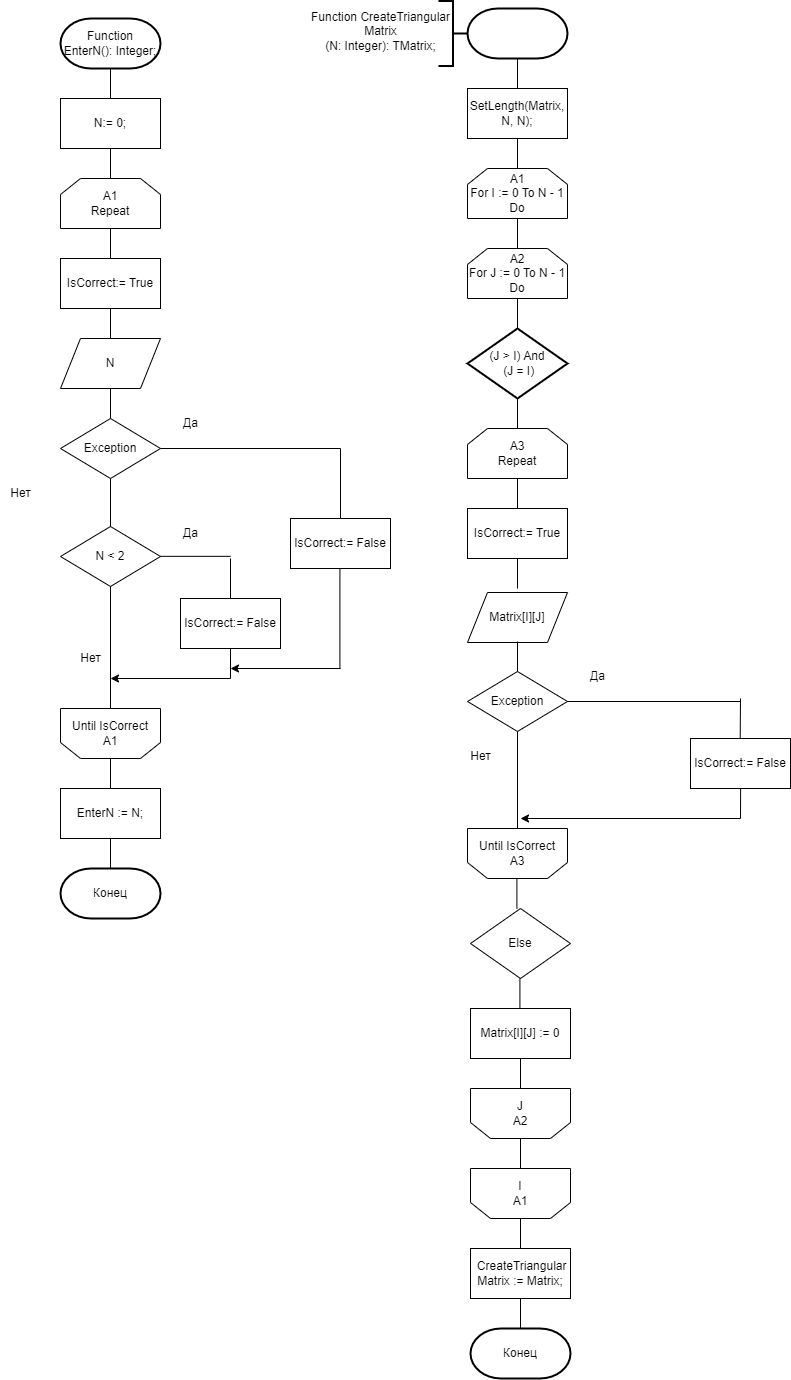 Function
EnterN(): Integer;
N:= 0;
A1
Repeat
IsCorrect:= True
N
Exception
Да
Нет
IsCorrect:= False
N < 2
Да
IsCorrect:= False
Нет
Until IsCorrect
A1
EnterN := N;
Конец
Function CreateTriangular
Matrix
(N: Integer): TMatrix;
SetLength(Matrix,
N, N);
A1
For I := 0 To N - 1
Do
A2
For J := 0 To N - 1
Do
(J > I) And
(J = I)
A3
Repeat
IsCorrect:= True
Matrix[I][J]
Exception
Да
Нет
IsCorrect:= False
Until IsCorrect
A3
Else
Matrix[I][J] := 0
J
A2
I
A1
CreateTriangular
Matrix := Matrix;
Конец